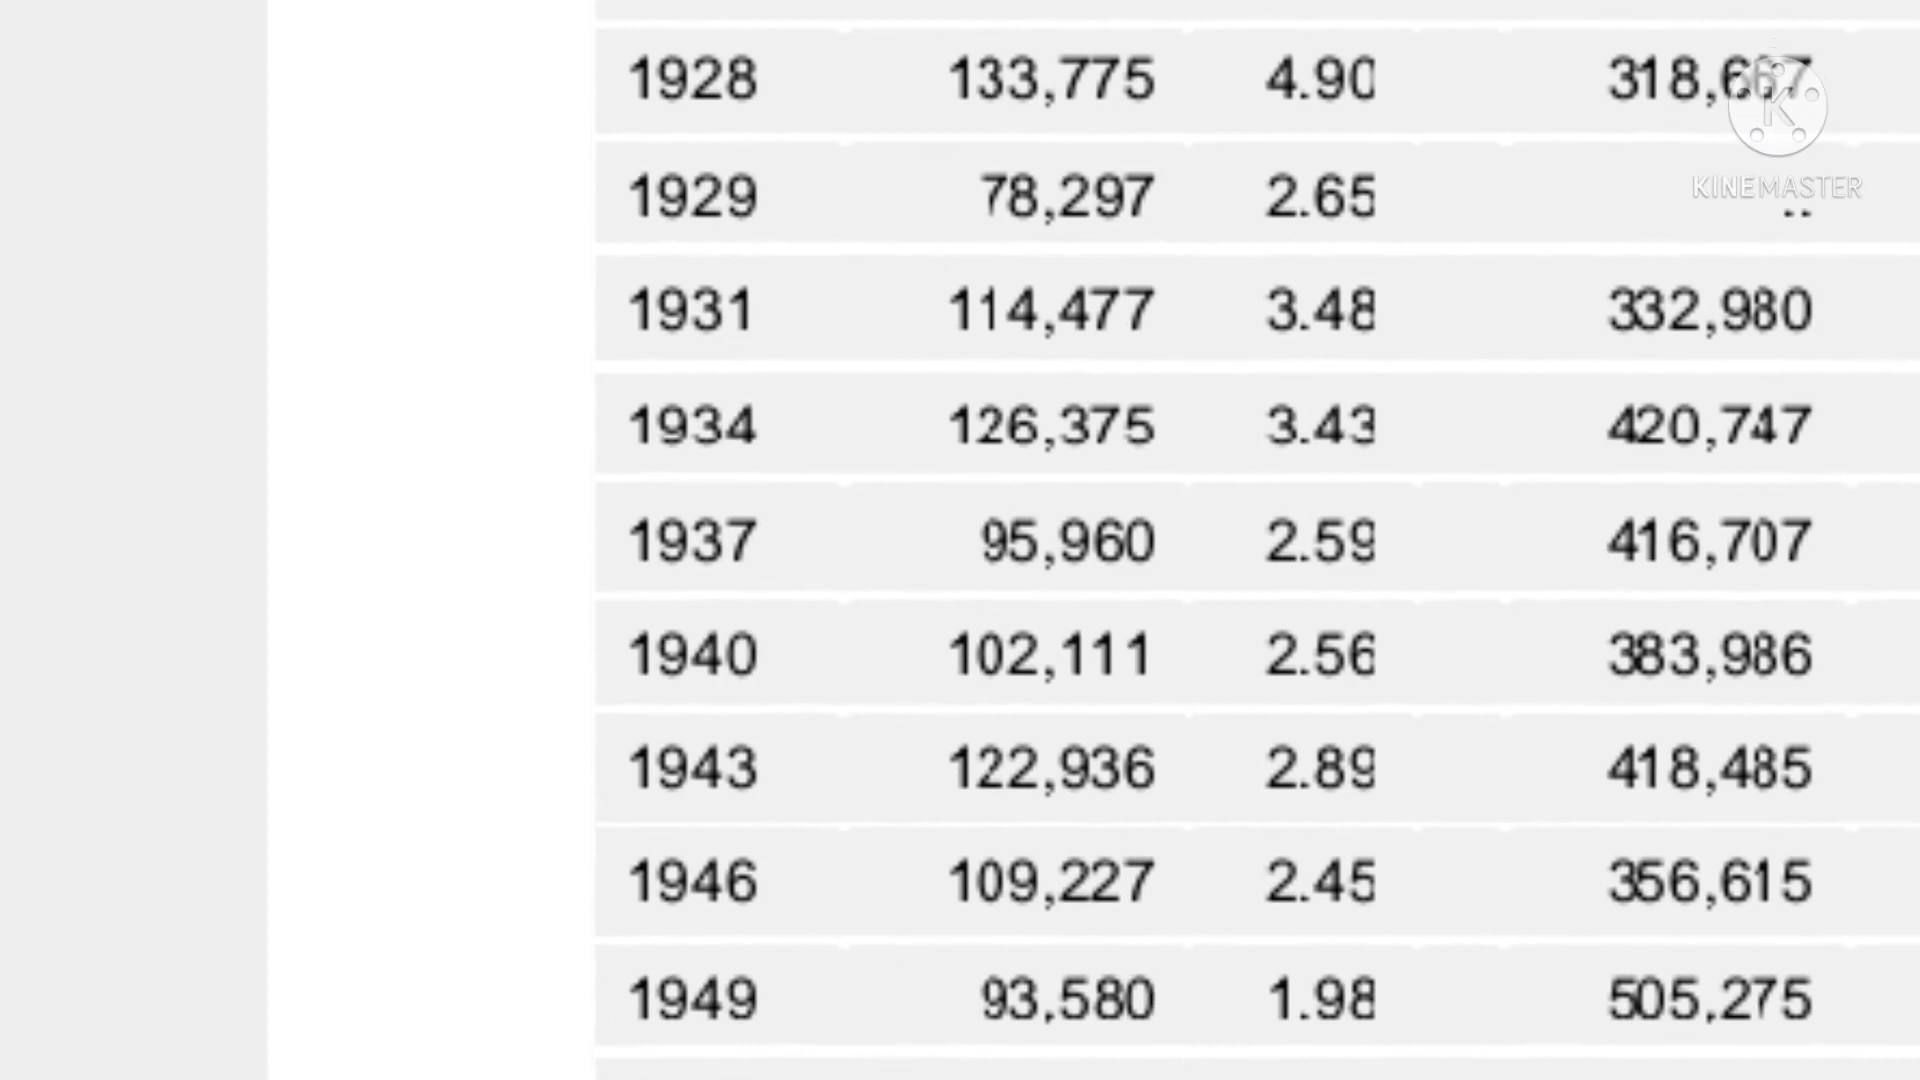 1928 133,775 4.90 318,667
KINEMASTER
1929 78,297 2.65 ..
1931 114,477 3.48 332,980
1934 126,375 3.43 420,747
1937 95,960 2.59 416,707
1940 102,111 2.56 383,986
1943 122,936 2.89 418,485
1946 109,227 2.45 356,615
1949 93,580 1.98 505,275